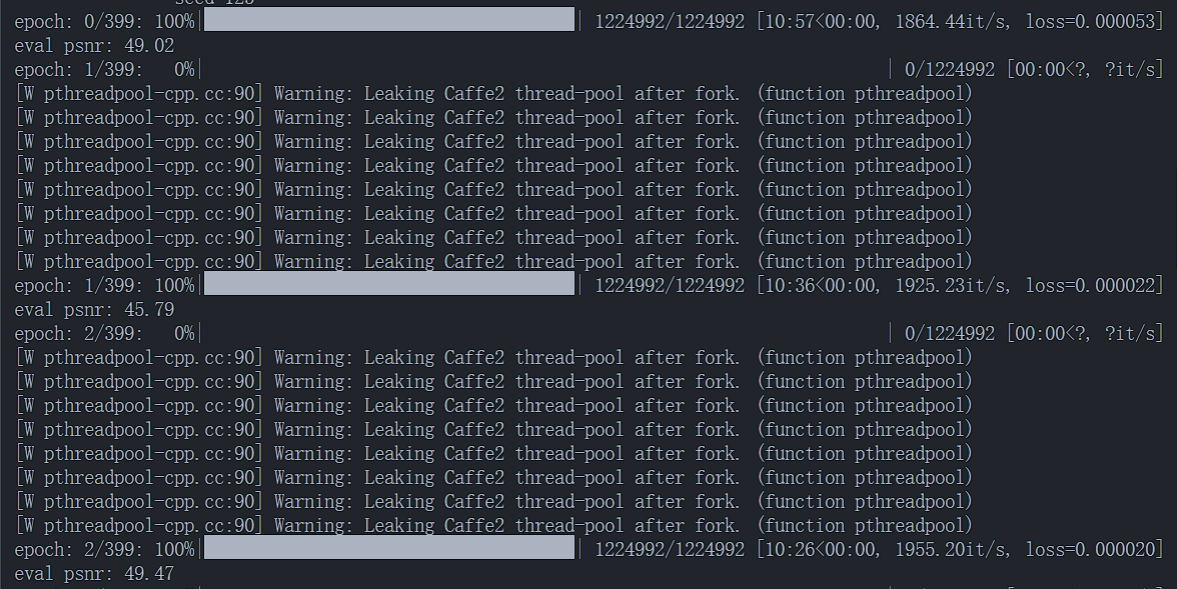 seed 123
epoch: 0/399: 100%| | 1224992/1224992 [10:57<00:00, 1864.44it/s, loss=0.000053]
eval psnr: 49.02
epoch: 1/399:   0%| | 0/1224992 [00:00<?, ?it/s]
[W pthreadpool-cpp.cc:90] Warning: Leaking Caffe2 thread-pool after fork. (function pthreadpool)
[W pthreadpool-cpp.cc:90] Warning: Leaking Caffe2 thread-pool after fork. (function pthreadpool)
[W pthreadpool-cpp.cc:90] Warning: Leaking Caffe2 thread-pool after fork. (function pthreadpool)
[W pthreadpool-cpp.cc:90] Warning: Leaking Caffe2 thread-pool after fork. (function pthreadpool)
[W pthreadpool-cpp.cc:90] Warning: Leaking Caffe2 thread-pool after fork. (function pthreadpool)
[W pthreadpool-cpp.cc:90] Warning: Leaking Caffe2 thread-pool after fork. (function pthreadpool)
[W pthreadpool-cpp.cc:90] Warning: Leaking Caffe2 thread-pool after fork. (function pthreadpool)
[W pthreadpool-cpp.cc:90] Warning: Leaking Caffe2 thread-pool after fork. (function pthreadpool)
epoch: 1/399: 100%| | 1224992/1224992 [10:36<00:00, 1925.23it/s, loss=0.000022]
eval psnr: 45.79
epoch: 2/399:   0%| | 0/1224992 [00:00<?, ?it/s]
[W pthreadpool-cpp.cc:90] Warning: Leaking Caffe2 thread-pool after fork. (function pthreadpool)
[W pthreadpool-cpp.cc:90] Warning: Leaking Caffe2 thread-pool after fork. (function pthreadpool)
[W pthreadpool-cpp.cc:90] Warning: Leaking Caffe2 thread-pool after fork. (function pthreadpool)
[W pthreadpool-cpp.cc:90] Warning: Leaking Caffe2 thread-pool after fork. (function pthreadpool)
[W pthreadpool-cpp.cc:90] Warning: Leaking Caffe2 thread-pool after fork. (function pthreadpool)
[W pthreadpool-cpp.cc:90] Warning: Leaking Caffe2 thread-pool after fork. (function pthreadpool)
[W pthreadpool-cpp.cc:90] Warning: Leaking Caffe2 thread-pool after fork. (function pthreadpool)
[W pthreadpool-cpp.cc:90] Warning: Leaking Caffe2 thread-pool after fork. (function pthreadpool)
epoch: 2/399: 100%| | 1224992/1224992 [10:26<00:00, 1955.20it/s, loss=0.000020]
eval psnr: 49.47